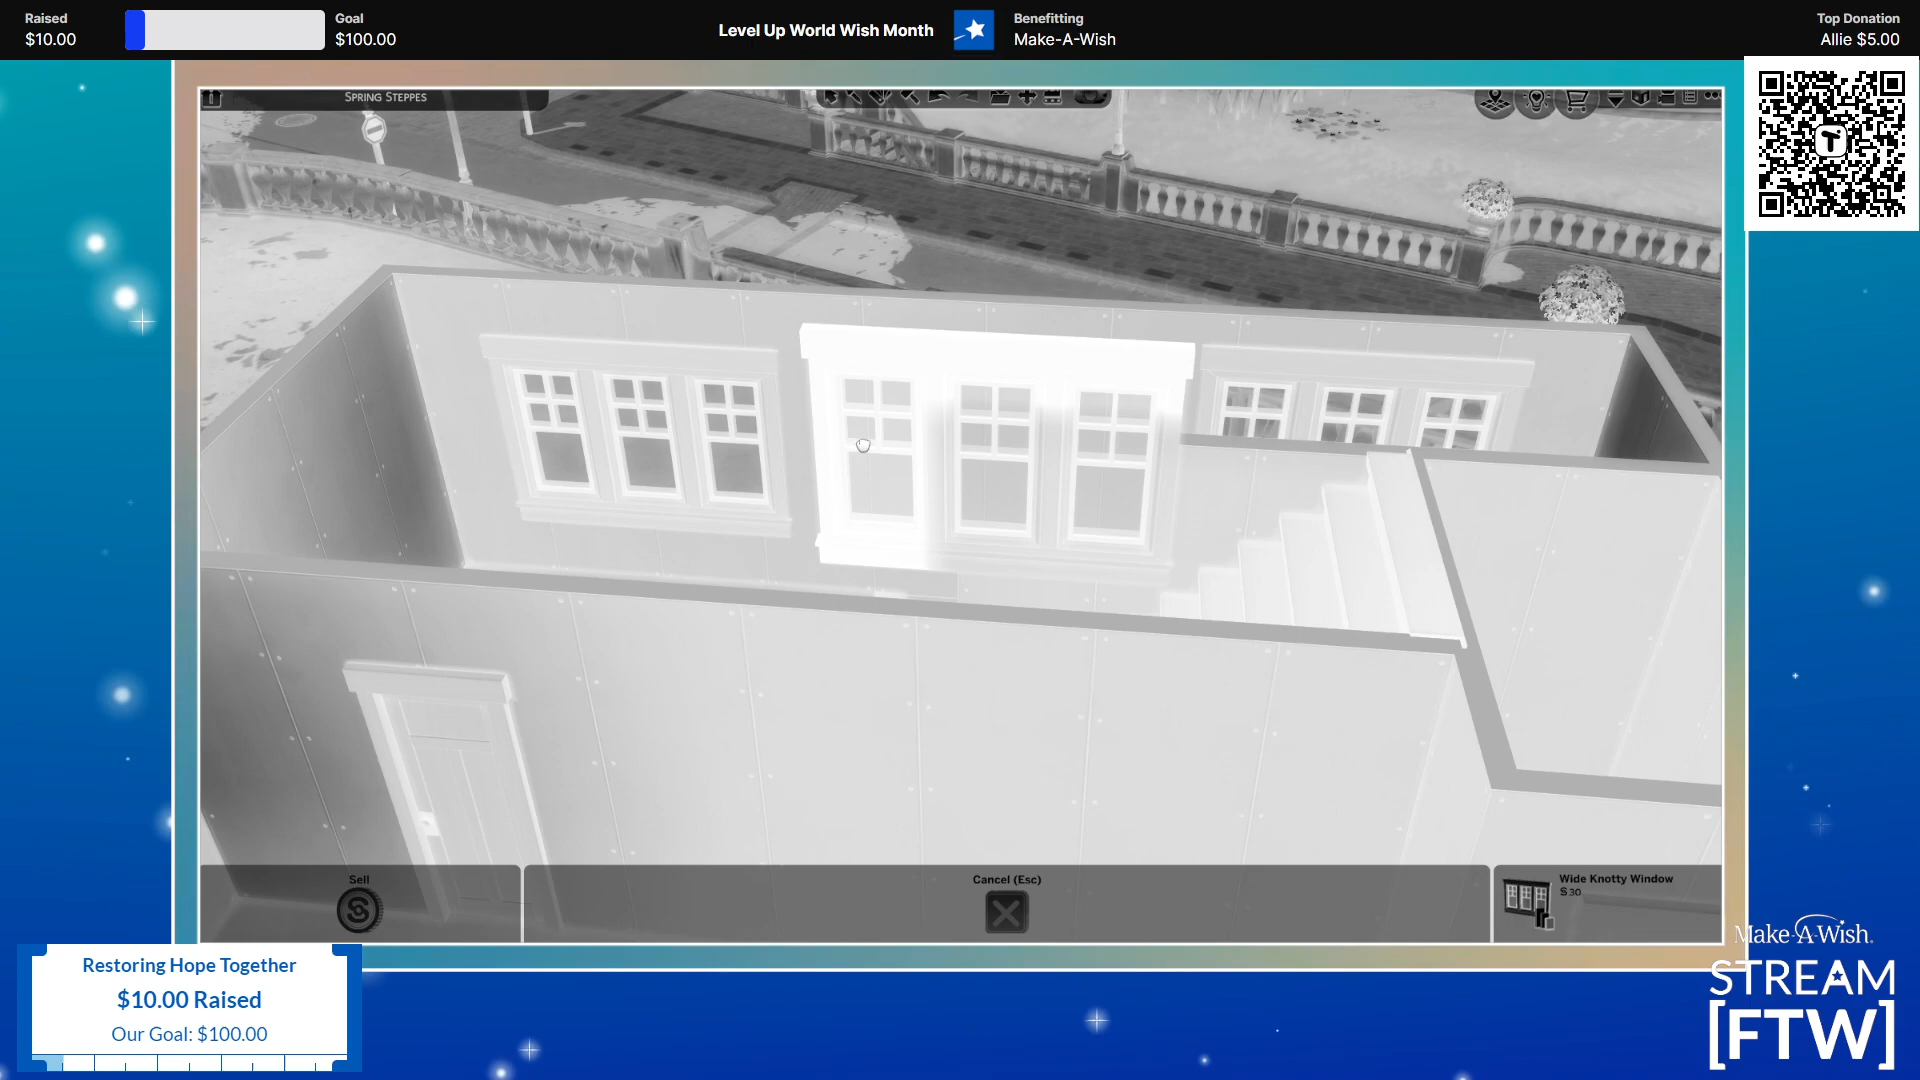 Raised
$10.00
Goal
$100.00
Level Up World Wish Month
Benefitting
Make-A-Wish
Top Donation
Allie $5.00
SPRING STEPPES
Sell
Cancel (Esc)
Wide Knotty Window
§30
Restoring Hope Together
$10.00 Raised
Our Goal: $100.00
Make-A-Wish.
STREAM
[FTW]